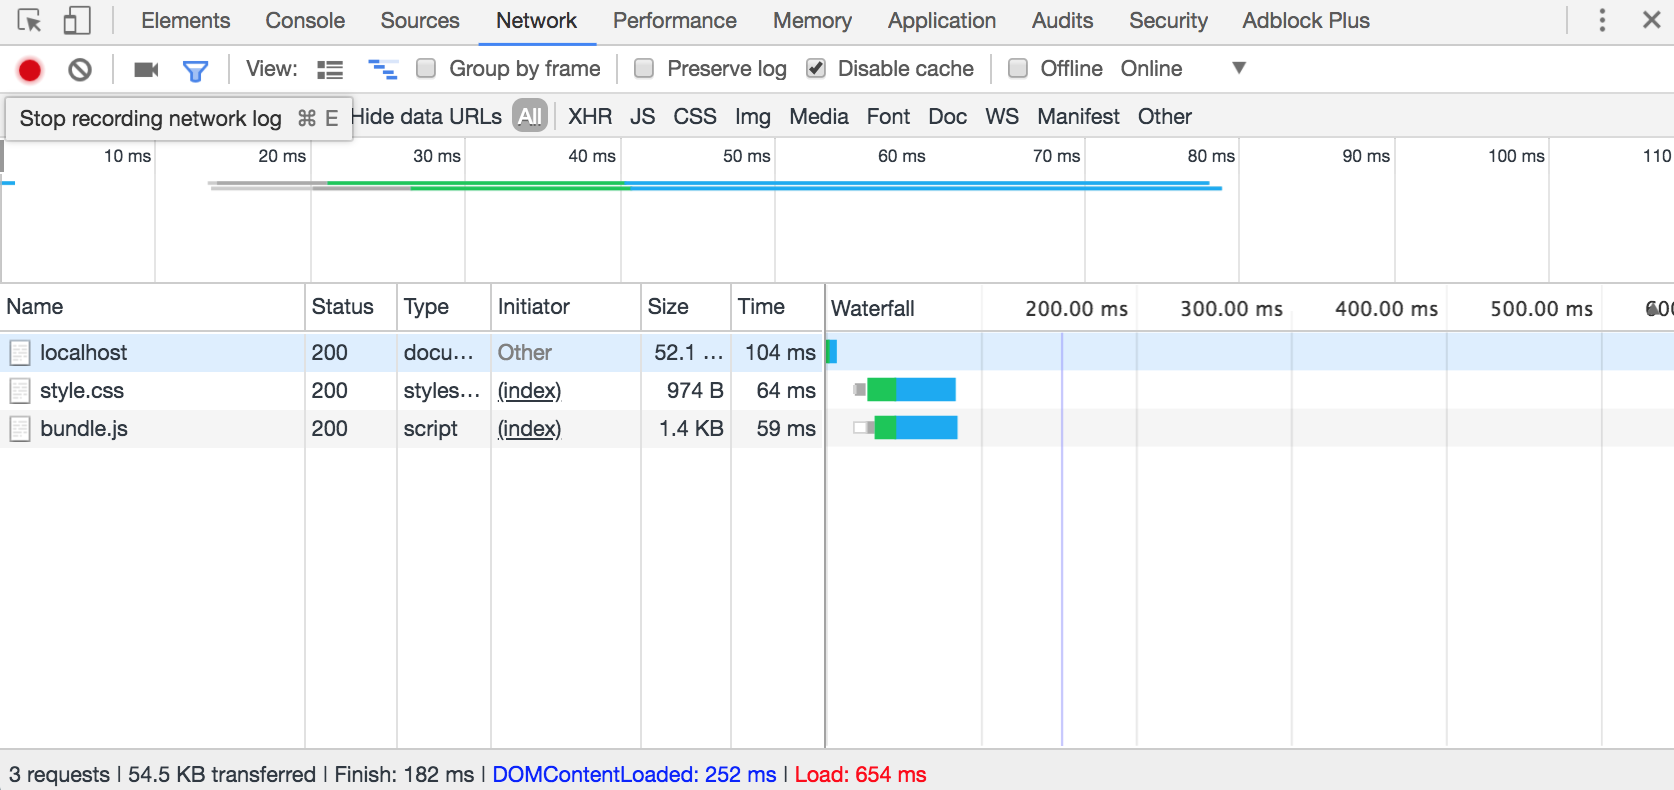 Elements Console Sources Network Performance Memory Application Audits Security Adblock Plus
View: Group by frame Preserve log Disable cache Offline Online
Stop recording network log ⌘ E Hide data URLs All XHR JS CSS Img Media Font Doc WS Manifest Other
10 ms 20 ms 30 ms 40 ms 50 ms 60 ms 70 ms 80 ms 90 ms 100 ms 110
Name Status Type Initiator Size Time Waterfall 200.00 ms 300.00 ms 400.00 ms 500.00 ms 600
localhost 200 docu... Other 52.1 ... 104 ms
style.css 200 styles... (index) 974 B 64 ms
bundle.js 200 script (index) 1.4 KB 59 ms
3 requests | 54.5 KB transferred | Finish: 182 ms | DOMContentLoaded: 252 ms | Load: 654 ms